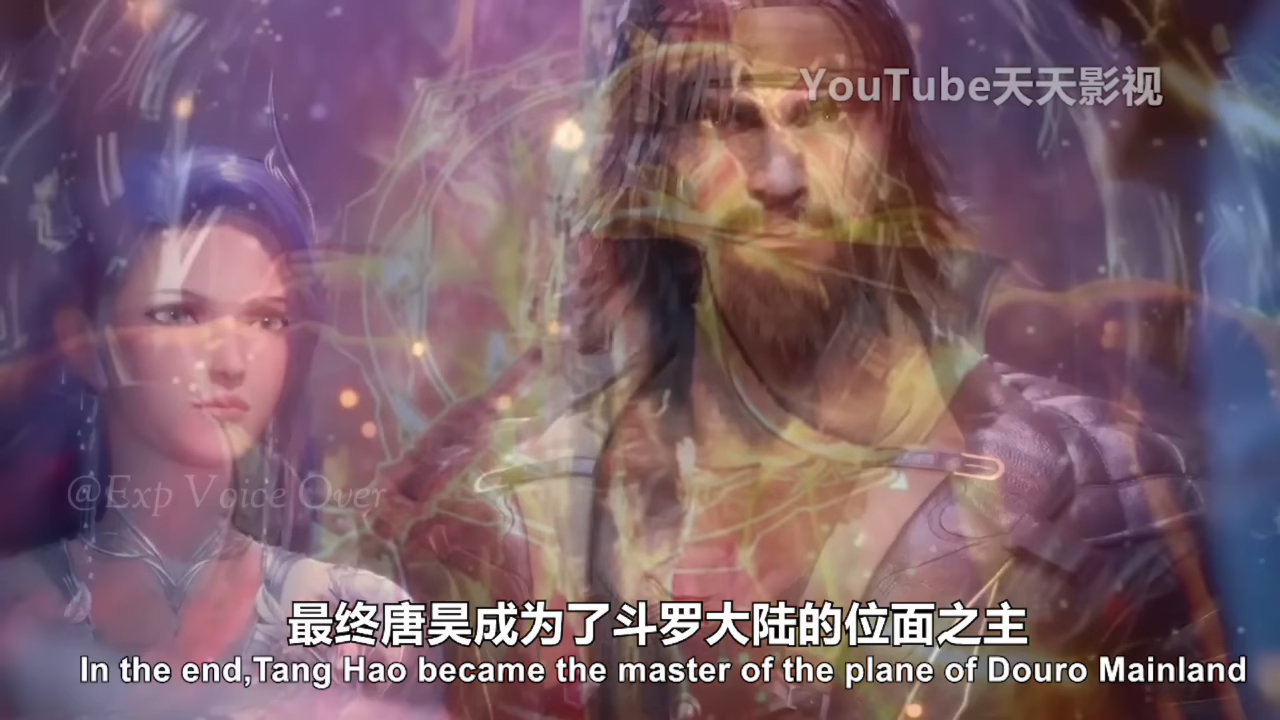 YouTube天天影视
@Exp Voice Over
最终唐昊成为了斗罗大陆的位面之主
In the end,Tang Hao became the master of the plane of Douro Mainland